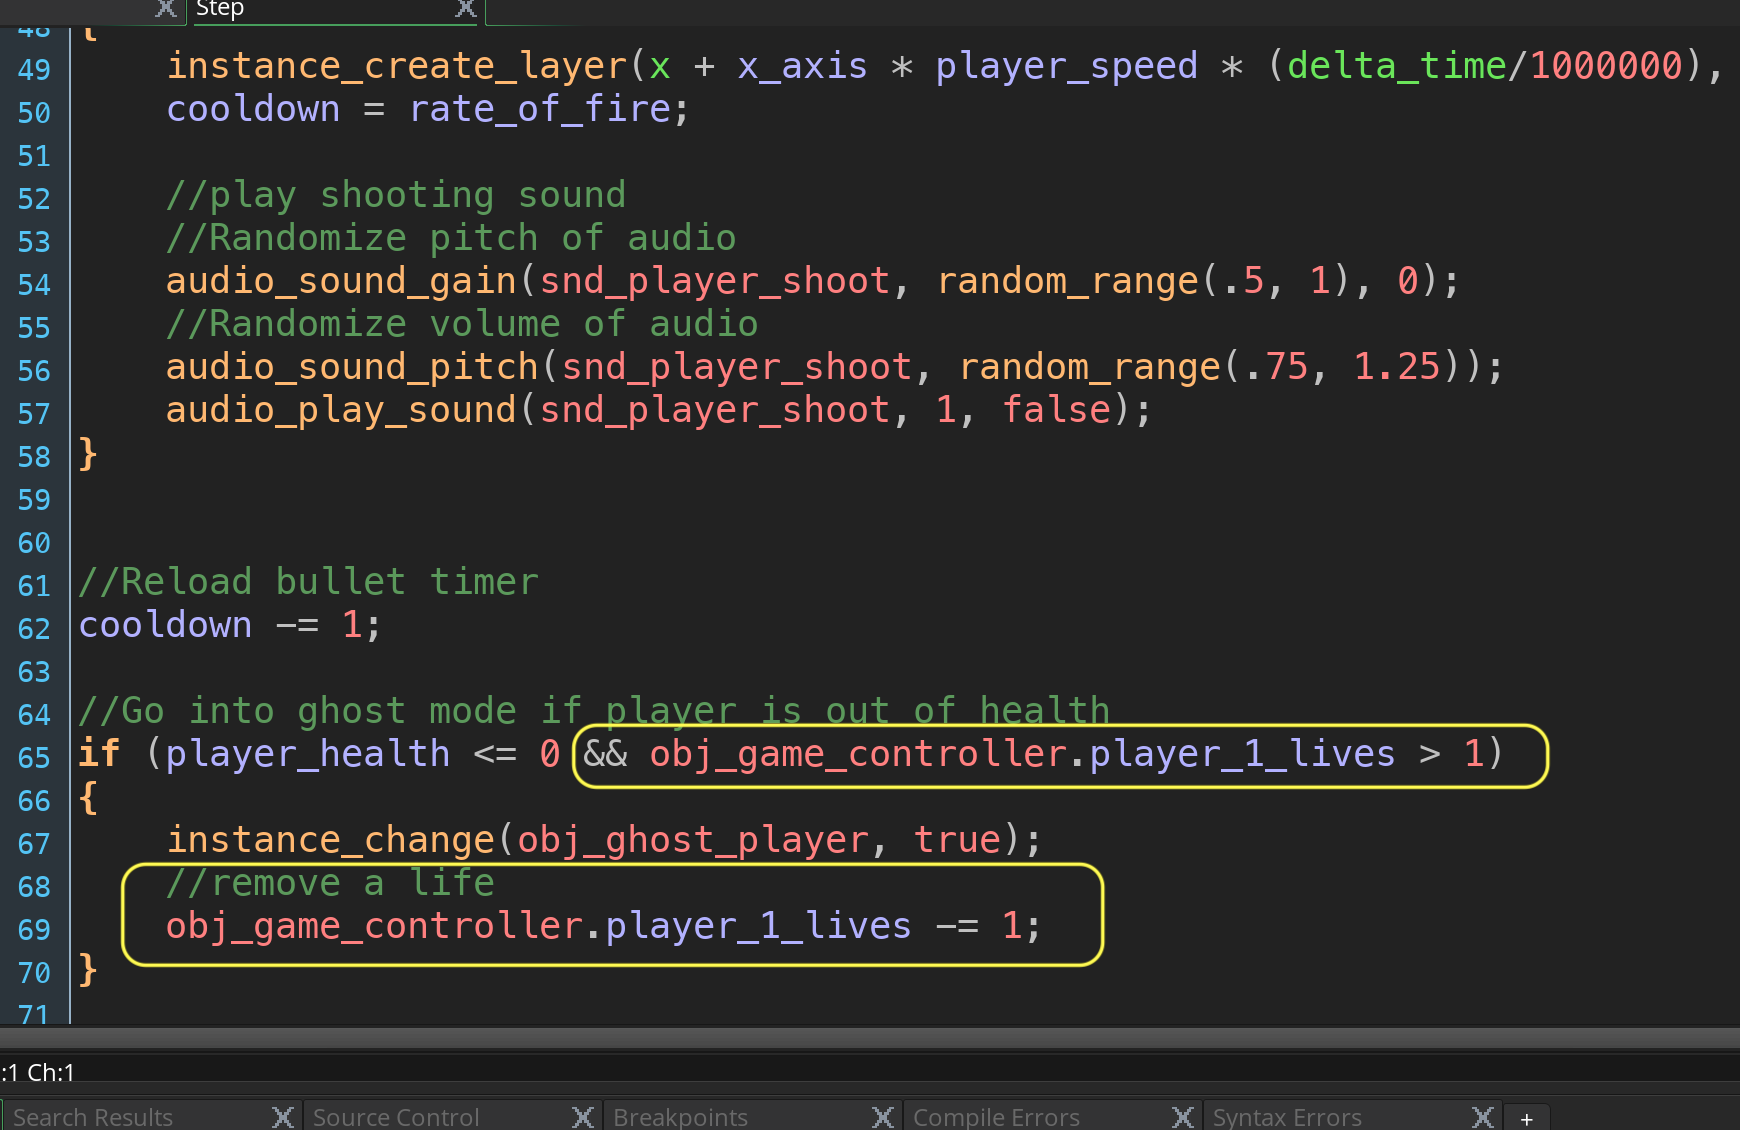 Step
48 {
49 instance_create_layer(x + x_axis * player_speed * (delta_time/1000000),
50 cooldown = rate_of_fire;
51
52 //play shooting sound
53 //Randomize pitch of audio
54 audio_sound_gain(snd_player_shoot, random_range(.5, 1), 0);
55 //Randomize volume of audio
56 audio_sound_pitch(snd_player_shoot, random_range(.75, 1.25));
57 audio_play_sound(snd_player_shoot, 1, false);
58 }
59
60
61 //Reload bullet timer
62 cooldown -= 1;
63
64 //Go into ghost mode if player is out of health
65 if (player_health <= 0 && obj_game_controller.player_1_lives > 1)
66 {
67 instance_change(obj_ghost_player, true);
68 //remove a life
69 obj_game_controller.player_1_lives -= 1;
70 }
71
:1 Ch:1
Search Results Source Control Breakpoints Compile Errors Syntax Errors +